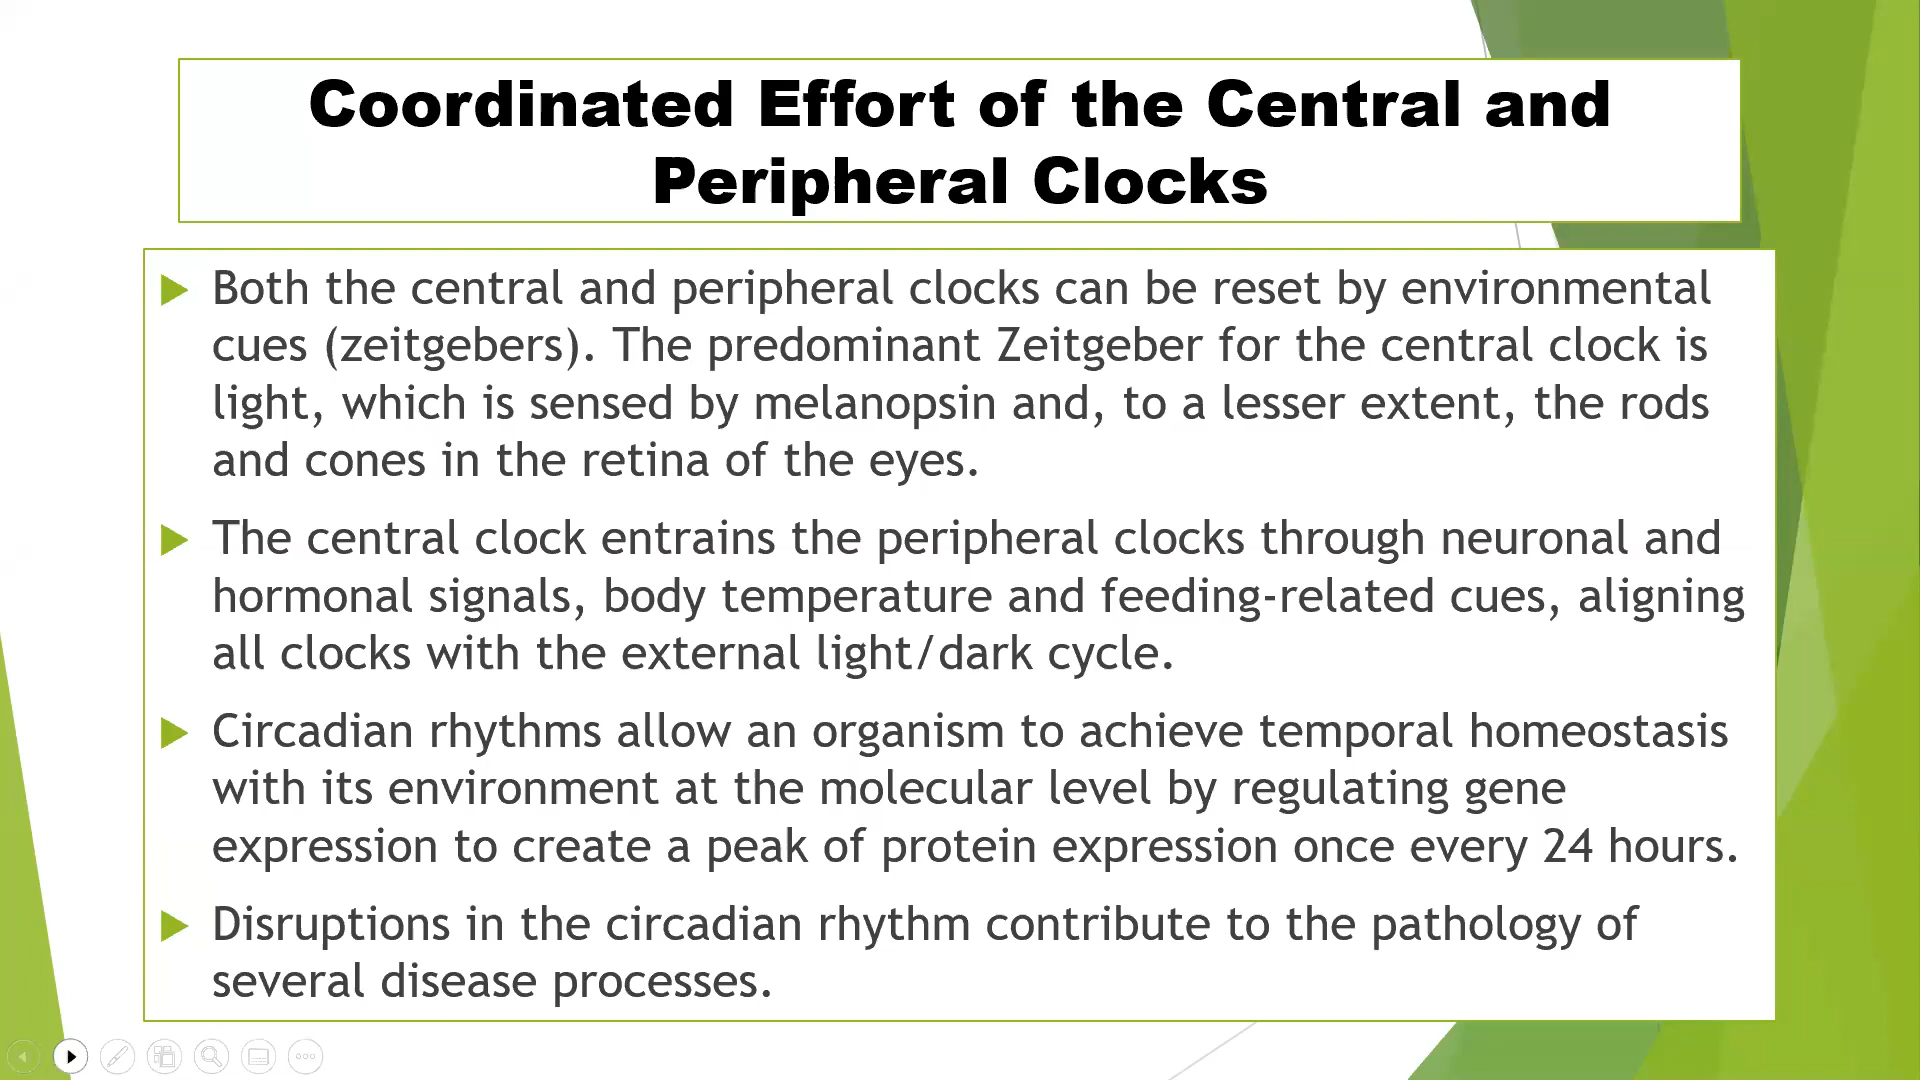 Coordinated Effort of the Central and
Peripheral Clocks
Both the central and peripheral clocks can be reset by environmental
cues (zeitgebers). The predominant Zeitgeber for the central clock is
light, which is sensed by melanopsin and, to a lesser extent, the rods
and cones in the retina of the eyes.
The central clock entrains the peripheral clocks through neuronal and
hormonal signals, body temperature and feeding-related cues, aligning
all clocks with the external light/dark cycle.
Circadian rhythms allow an organism to achieve temporal homeostasis
with its environment at the molecular level by regulating gene
expression to create a peak of protein expression once every 24 hours.
Disruptions in the circadian rhythm contribute to the pathology of
several disease processes.